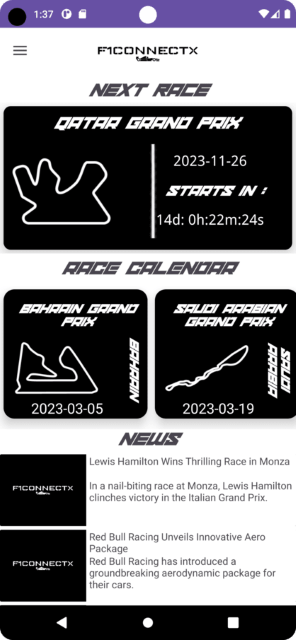 1:37
F1CONNECTX
NEXT RACE
QATAR GRAND PRIX
2023-11-26
STARTS IN :
14d: 0h:22m:24s
RACE CALENDAR
BAHRAIN GRAND
PRIX
BAHRAIN
2023-03-05
SAUDI ARABIAN
GRAND PRIX
SAUDI
ARABIA
2023-03-19
NEWS
F1CONNECTX
Lewis Hamilton Wins Thrilling Race in Monza
In a nail-biting race at Monza, Lewis Hamilton
clinches victory in the Italian Grand Prix.
F1CONNECTX
Red Bull Racing Unveils Innovative Aero
Package
Red Bull Racing has introduced a
groundbreaking aerodynamic package for
their cars.